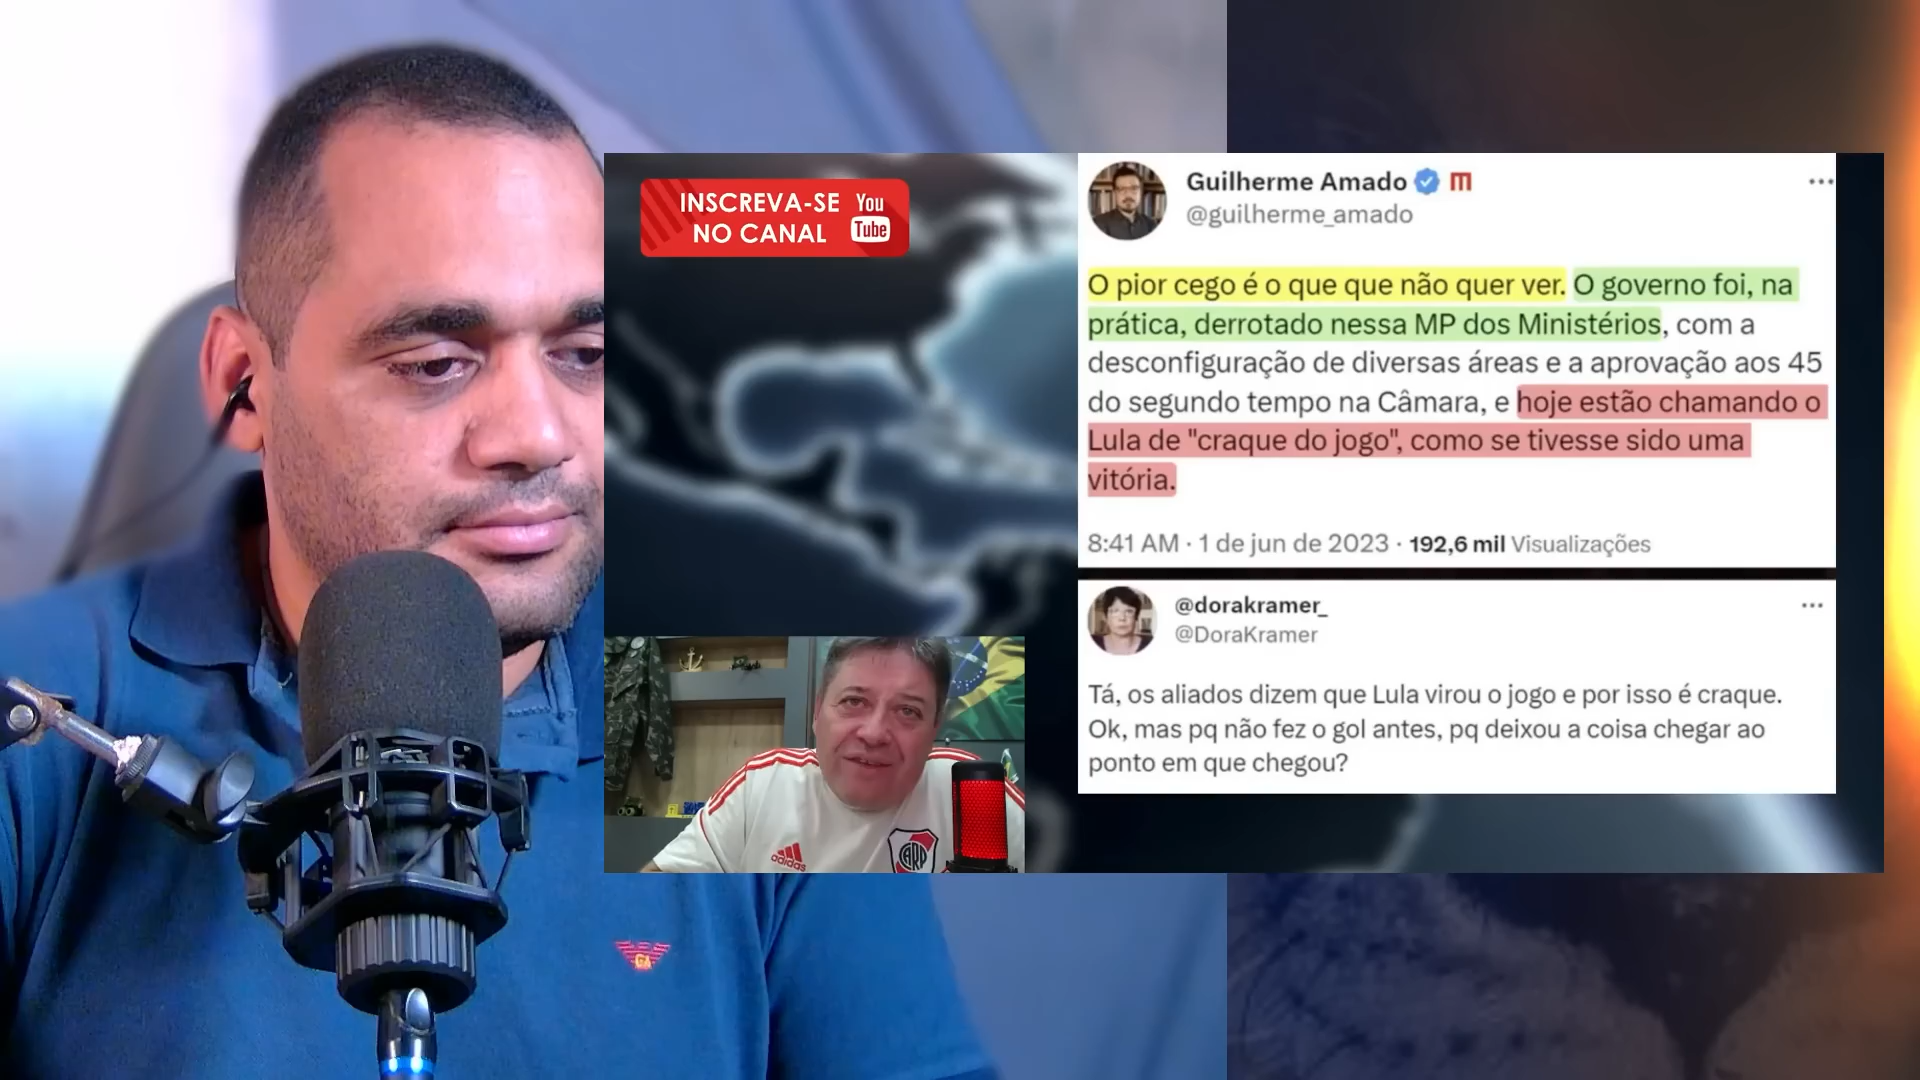 INSCREVA-SE You
NO CANAL Tube
Guilherme Amado
@guilherme_amado
O pior cego é o que que não quer ver. O governo foi, na
prática, derrotado nessa MP dos Ministérios, com a
desconfiguração de diversas áreas e a aprovação aos 45
do segundo tempo na Câmara, e hoje estão chamando o
Lula de "craque do jogo", como se tivesse sido uma
vitória.
8:41 AM · 1 de jun de 2023 · 192,6 mil Visualizações
@dorakramer_
@DoraKramer
Tá, os aliados dizem que Lula virou o jogo e por isso é craque.
Ok, mas pq não fez o gol antes, pq deixou a coisa chegar ao
ponto em que chegou?
adidas
CARP
GA